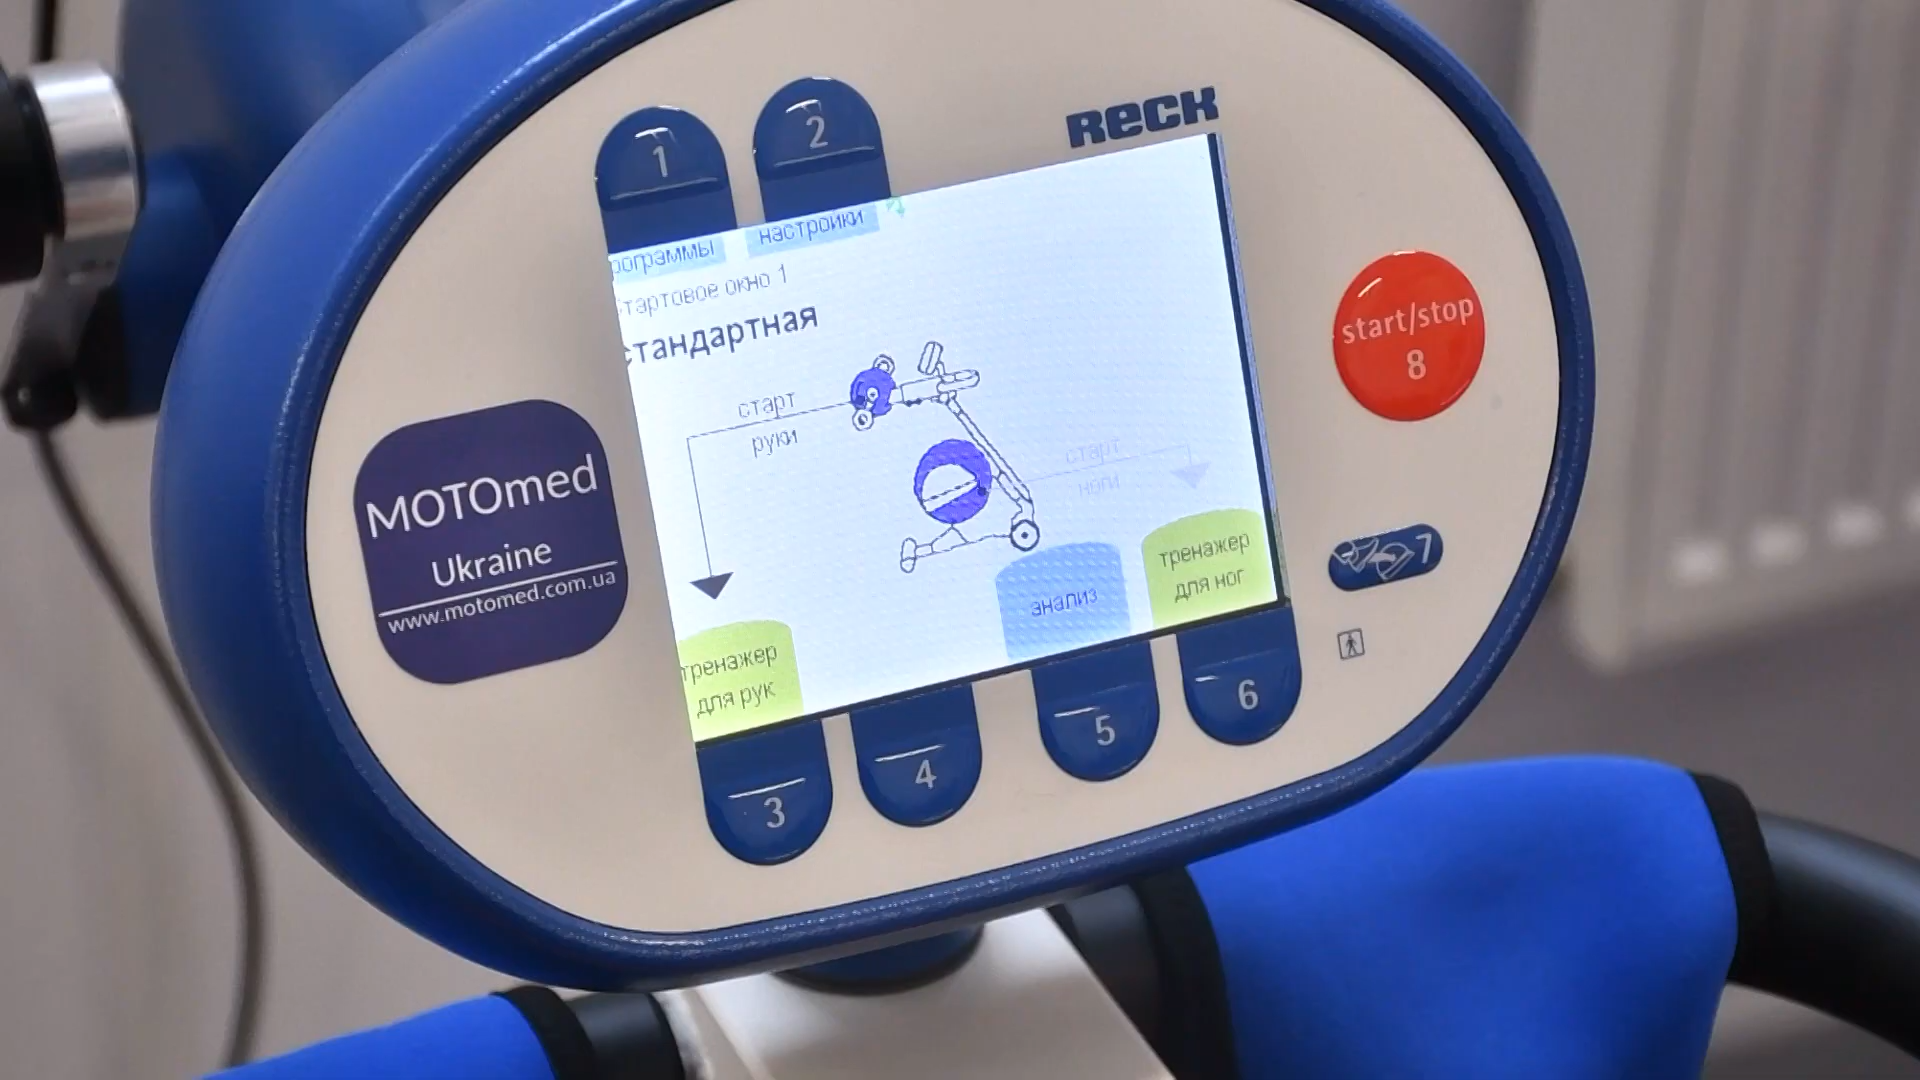 1
2
RECK
рограммы
настройки
тартовое окно 1
стандартная
start/stop
8
старт
руки
старт
ноги
MOTOmed
Ukraine
www.motomed.com.ua
7
тренажер
для рук
анализ
тренажер
для ног
3
4
5
6